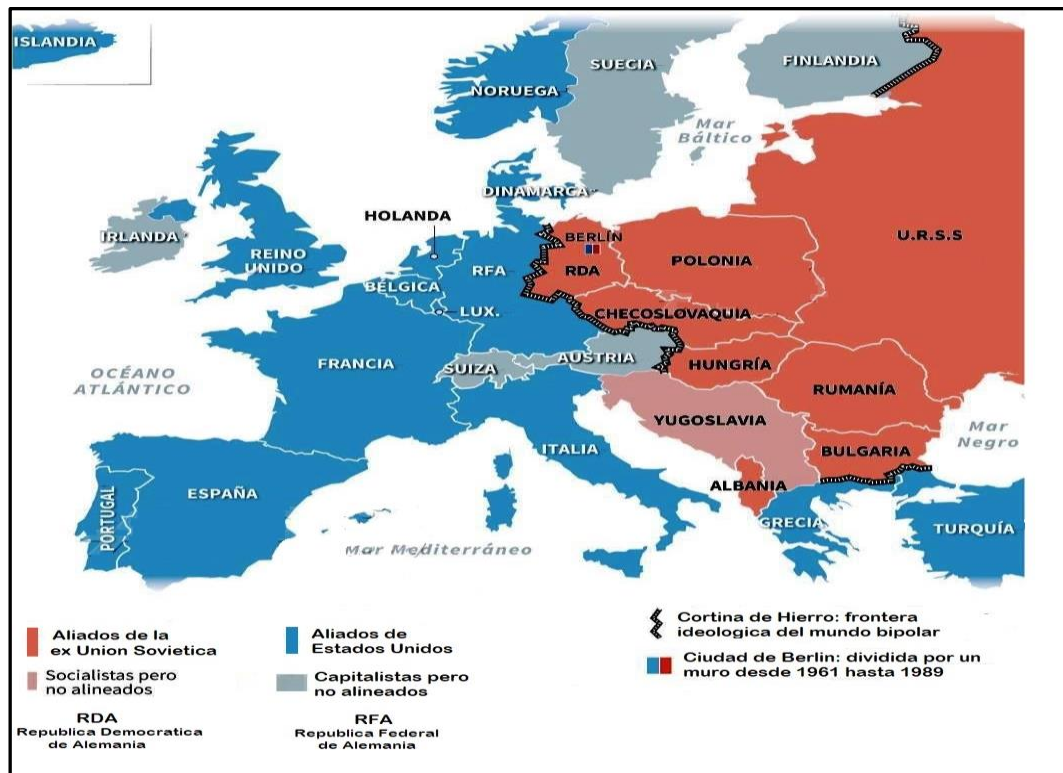 ISLANDIA
SUECIA
FINLANDIA
NORUEGA
Mar
Báltico
DINAMARCA
HOLANDA
IRLANDA
REINO
UNIDO
BERLÍN
RFA
RDA
POLONIA
U.R.S.S
BÉLGICA
LUX.
CHECOSLOVAQUIA
FRANCIA
SUIZA
AUSTRIA
HUNGRÍA
RUMANÍA
OCÉANO
ATLÁNTICO
YUGOSLAVIA
Mar
Negro
ITALIA
BULGARIA
PORTUGAL
ESPAÑA
ALBANIA
GRECIA
TURQUÍA
Mar Mediterráneo
Aliados de la
ex Union Sovietica
Aliados de
Estados Unidos
Cortina de Hierro: frontera
ideologica del mundo bipolar
Socialistas pero
no alineados
Capitalistas pero
no alineados
Ciudad de Berlin: dividida por un
muro desde 1961 hasta 1989
RDA
Republica Democratica
de Alemania
RFA
Republica Federal
de Alemania